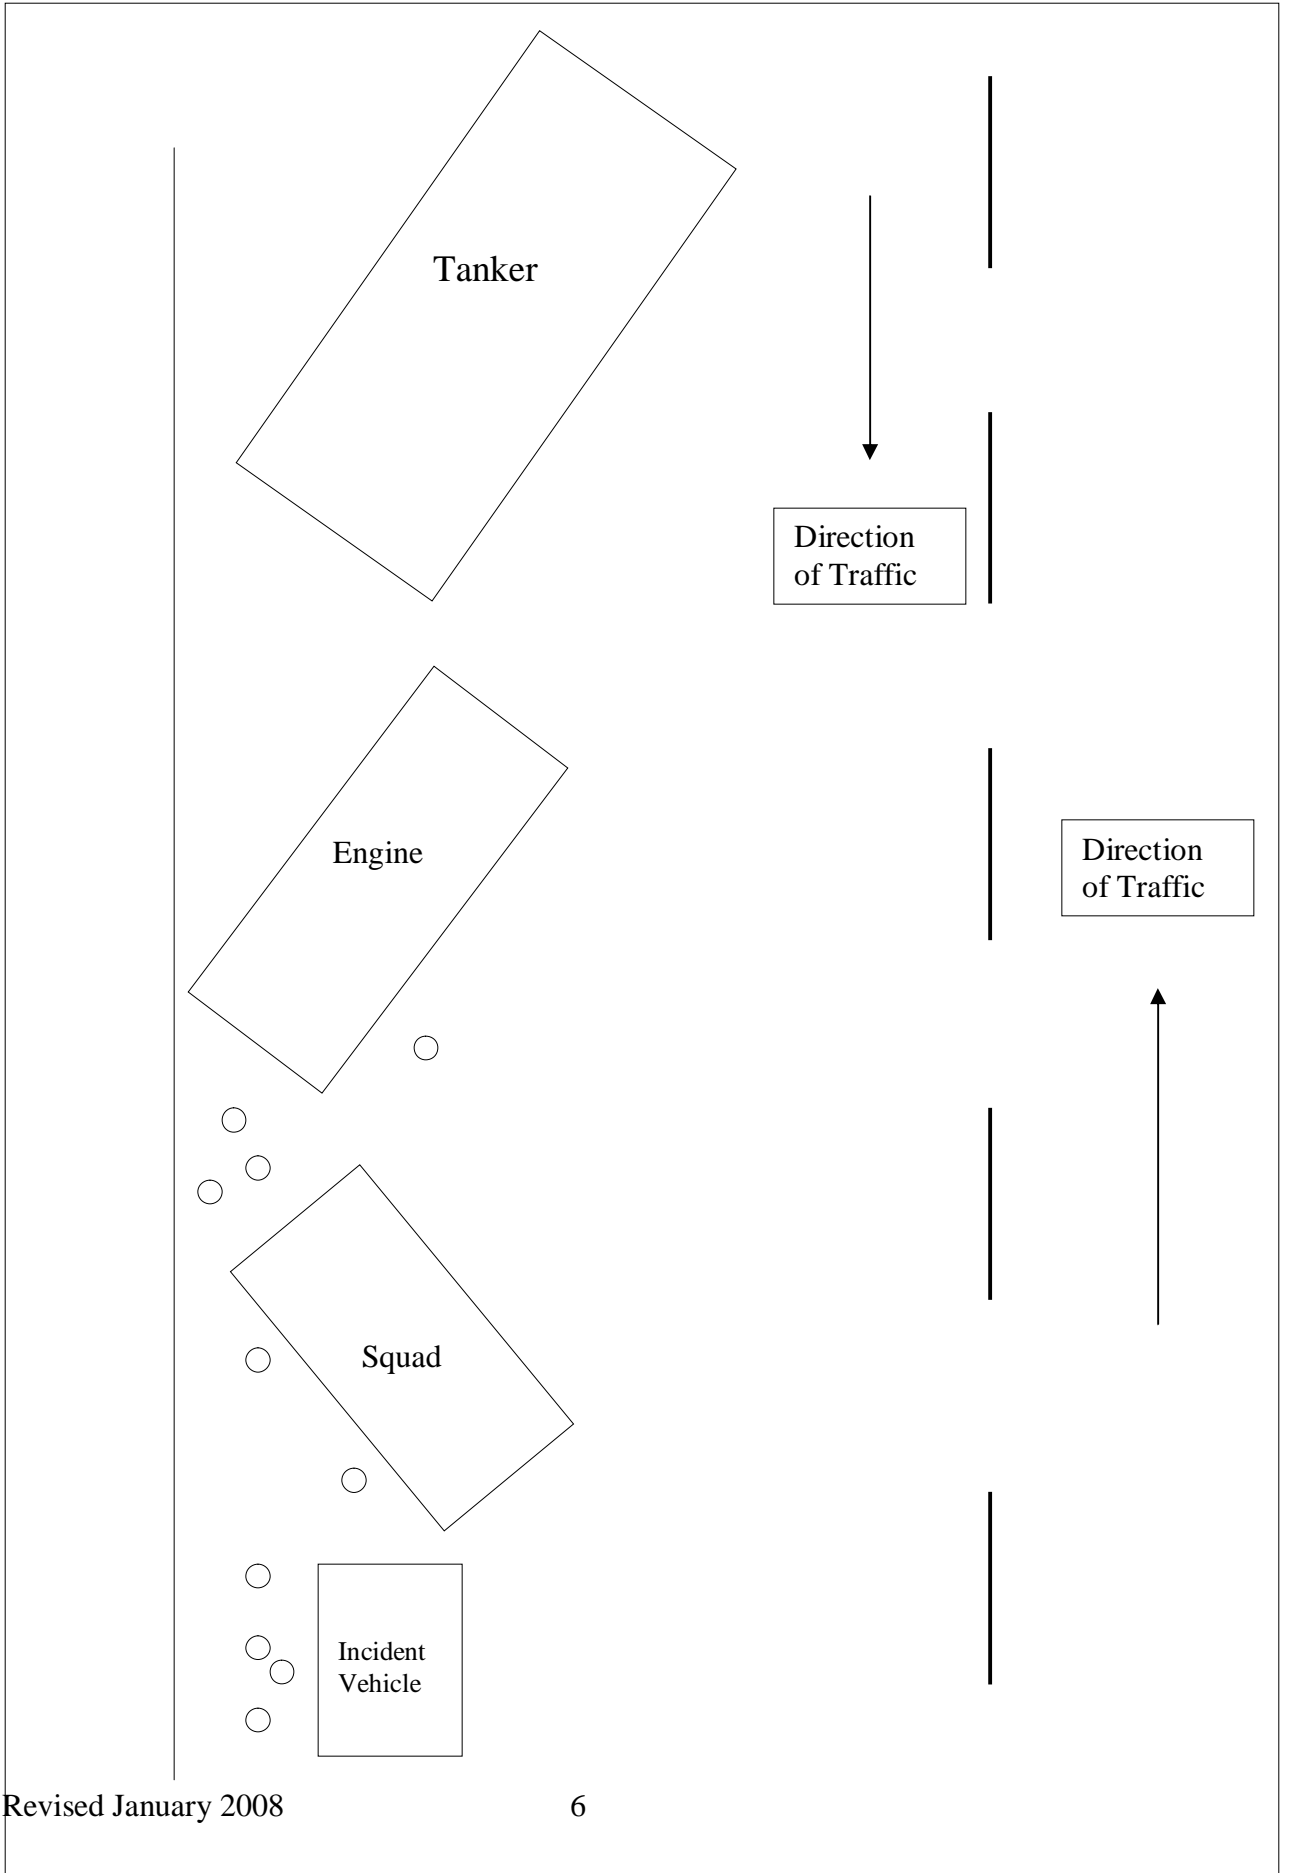 Tanker
Direction
of Traffic
Engine
Direction
of Traffic
Squad
Incident
Vehicle
Revised January 2008 6